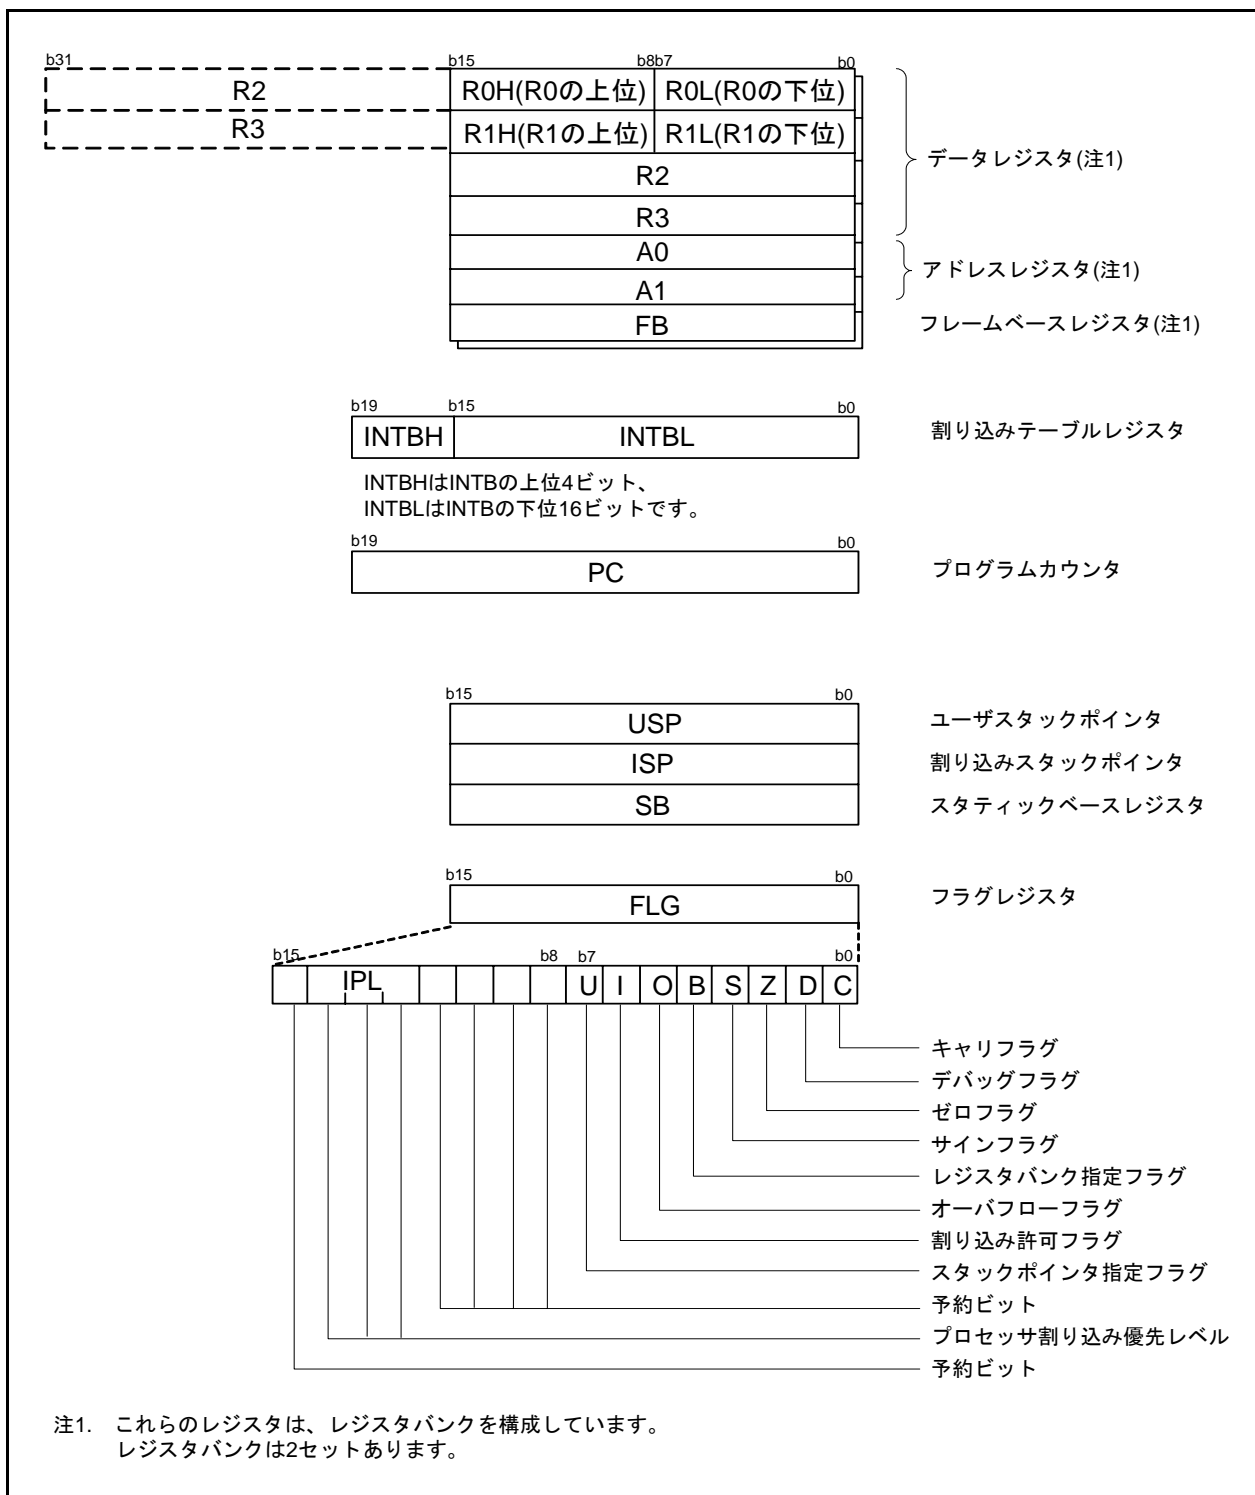 b31 b15 b8b7 b0
R2 R0H(R0の上位) R0L(R0の下位)
R3 R1H(R1の上位) R1L(R1の下位)
R2
R3
データレジスタ(注1)
A0
A1
アドレスレジスタ(注1)
FB フレームベースレジスタ(注1)
b19 b15 b0
INTBH INTBL 割り込みテーブルレジスタ
INTBHはINTBの上位4ビット、
INTBLはINTBの下位16ビットです。
b19 b0
PC プログラムカウンタ
b15 b0
USP ユーザスタックポインタ
ISP 割り込みスタックポインタ
SB スタティックベースレジスタ
b15 b0
FLG フラグレジスタ
b15 b8 b7 b0
IPL U I O B S Z D C
キャリフラグ
デバッグフラグ
ゼロフラグ
サインフラグ
レジスタバンク指定フラグ
オーバフローフラグ
割り込み許可フラグ
スタックポインタ指定フラグ
予約ビット
プロセッサ割り込み優先レベル
予約ビット
注1. これらのレジスタは、レジスタバンクを構成しています。
レジスタバンクは2セットあります。